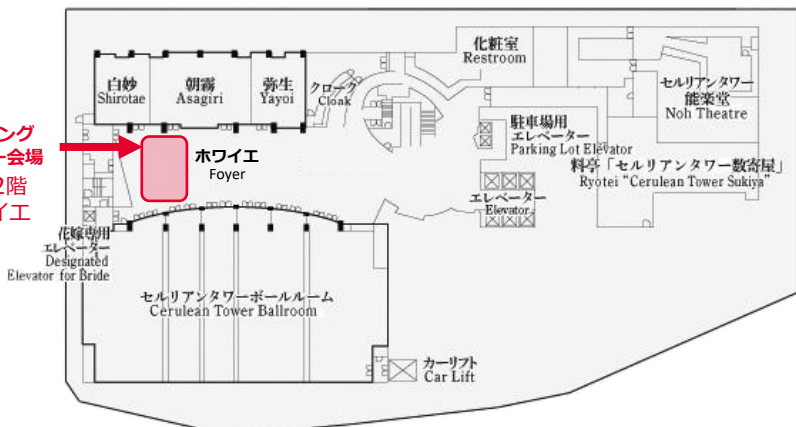 化粧室
Restroom
白妙
Shirotae
朝霧
Asagiri
弥生
Yayoi
クローク
Cloak
セルリアンタワー
能楽堂
Noh Theatre
駐車場用
エレベーター
Parking Lot Elevator
料亭「セルリアンタワー数寄屋」
Ryotei "Cerulean Tower Sukiya"
ング
ー会場
2階
イエ
ホワイエ
Foyer
エレベーター
Elevator
花嫁専用
エレベーター
Designated
Elevator for Bride
セルリアンタワーボールルーム
Cerulean Tower Ballroom
カーリフト
Car Lift